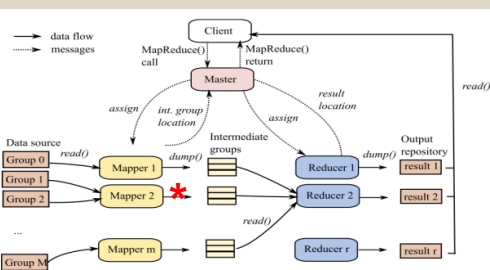 data flow
messages
Client
MapReduce()
call
MapReduce()
return
Master
read()
assign
int. group
location
assign
result
location
Data source
Intermediate
groups
Output
repository
Group 0
read()
Mapper 1
dump()
Reducer 1
dump()
result 1
Group 1
Group 2
Mapper 2
*
Reducer 2
result 2
read()
...
Group M
Mapper m
Reducer r
result r